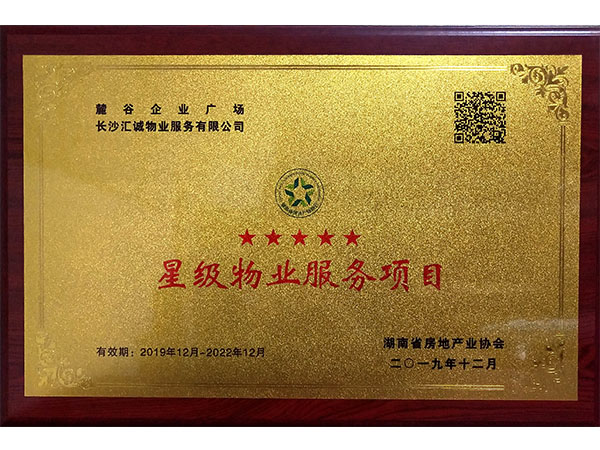 麓谷企业广场
长沙汇诚物业服务有限公司
★★★★★
星级物业服务项目
有效期：2019年12月-2022年12月
湖南省房地产业协会
二〇一九年十二月